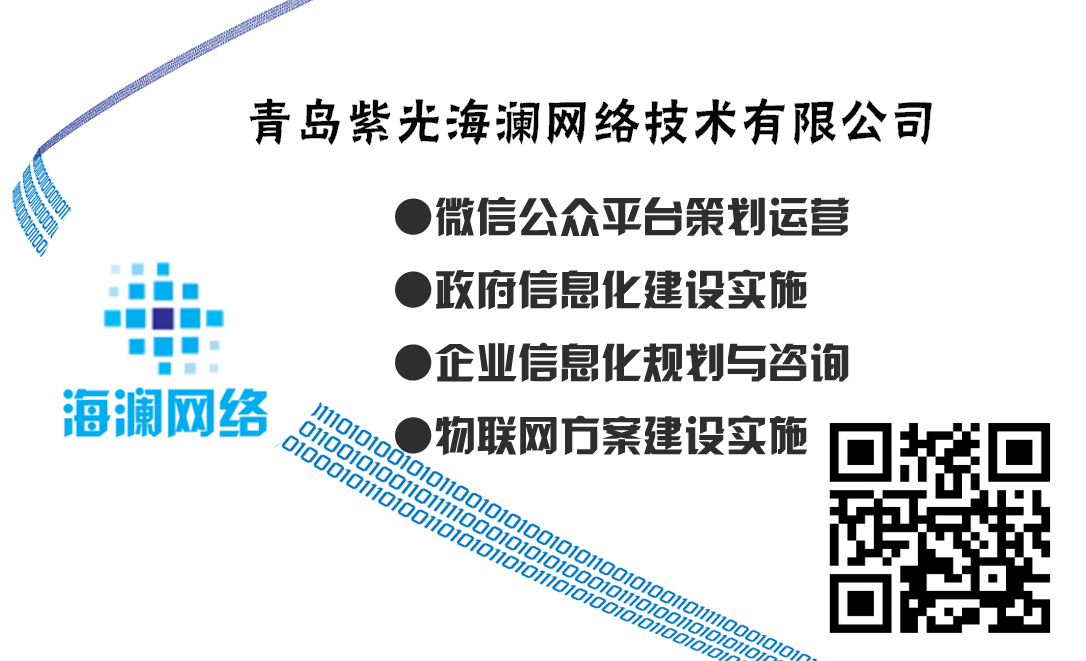 青岛紫光海澜网络技术有限公司
●微信公众平台策划运营
●政府信息化建设实施
●企业信息化规划与咨询
●物联网方案建设实施
海澜网络